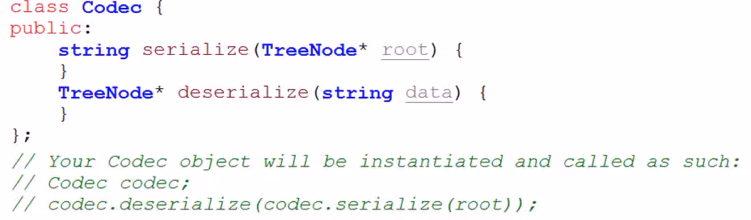 class Codec {
public:
    string serialize(TreeNode* root) {
    }
    TreeNode* deserialize(string data) {
    }
};
// Your Codec object will be instantiated and called as such:
// Codec codec;
// codec.deserialize(codec.serialize(root));